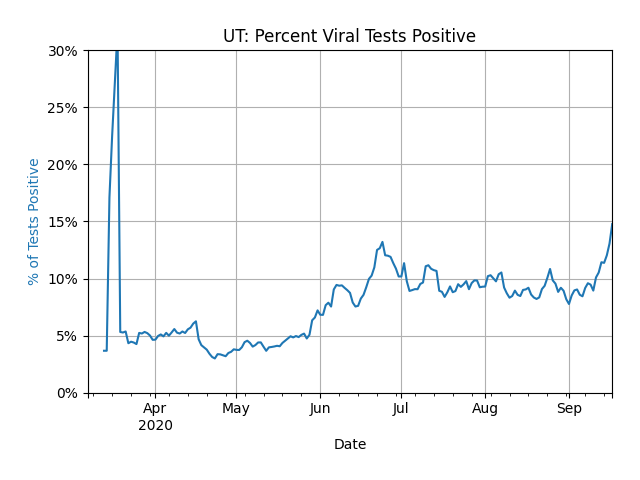 UT: Percent Viral Tests Positive
% of Tests Positive
30%
25%
20%
15%
10%
5%
0%
Apr
2020
May
Jun
Jul
Aug
Sep
Date